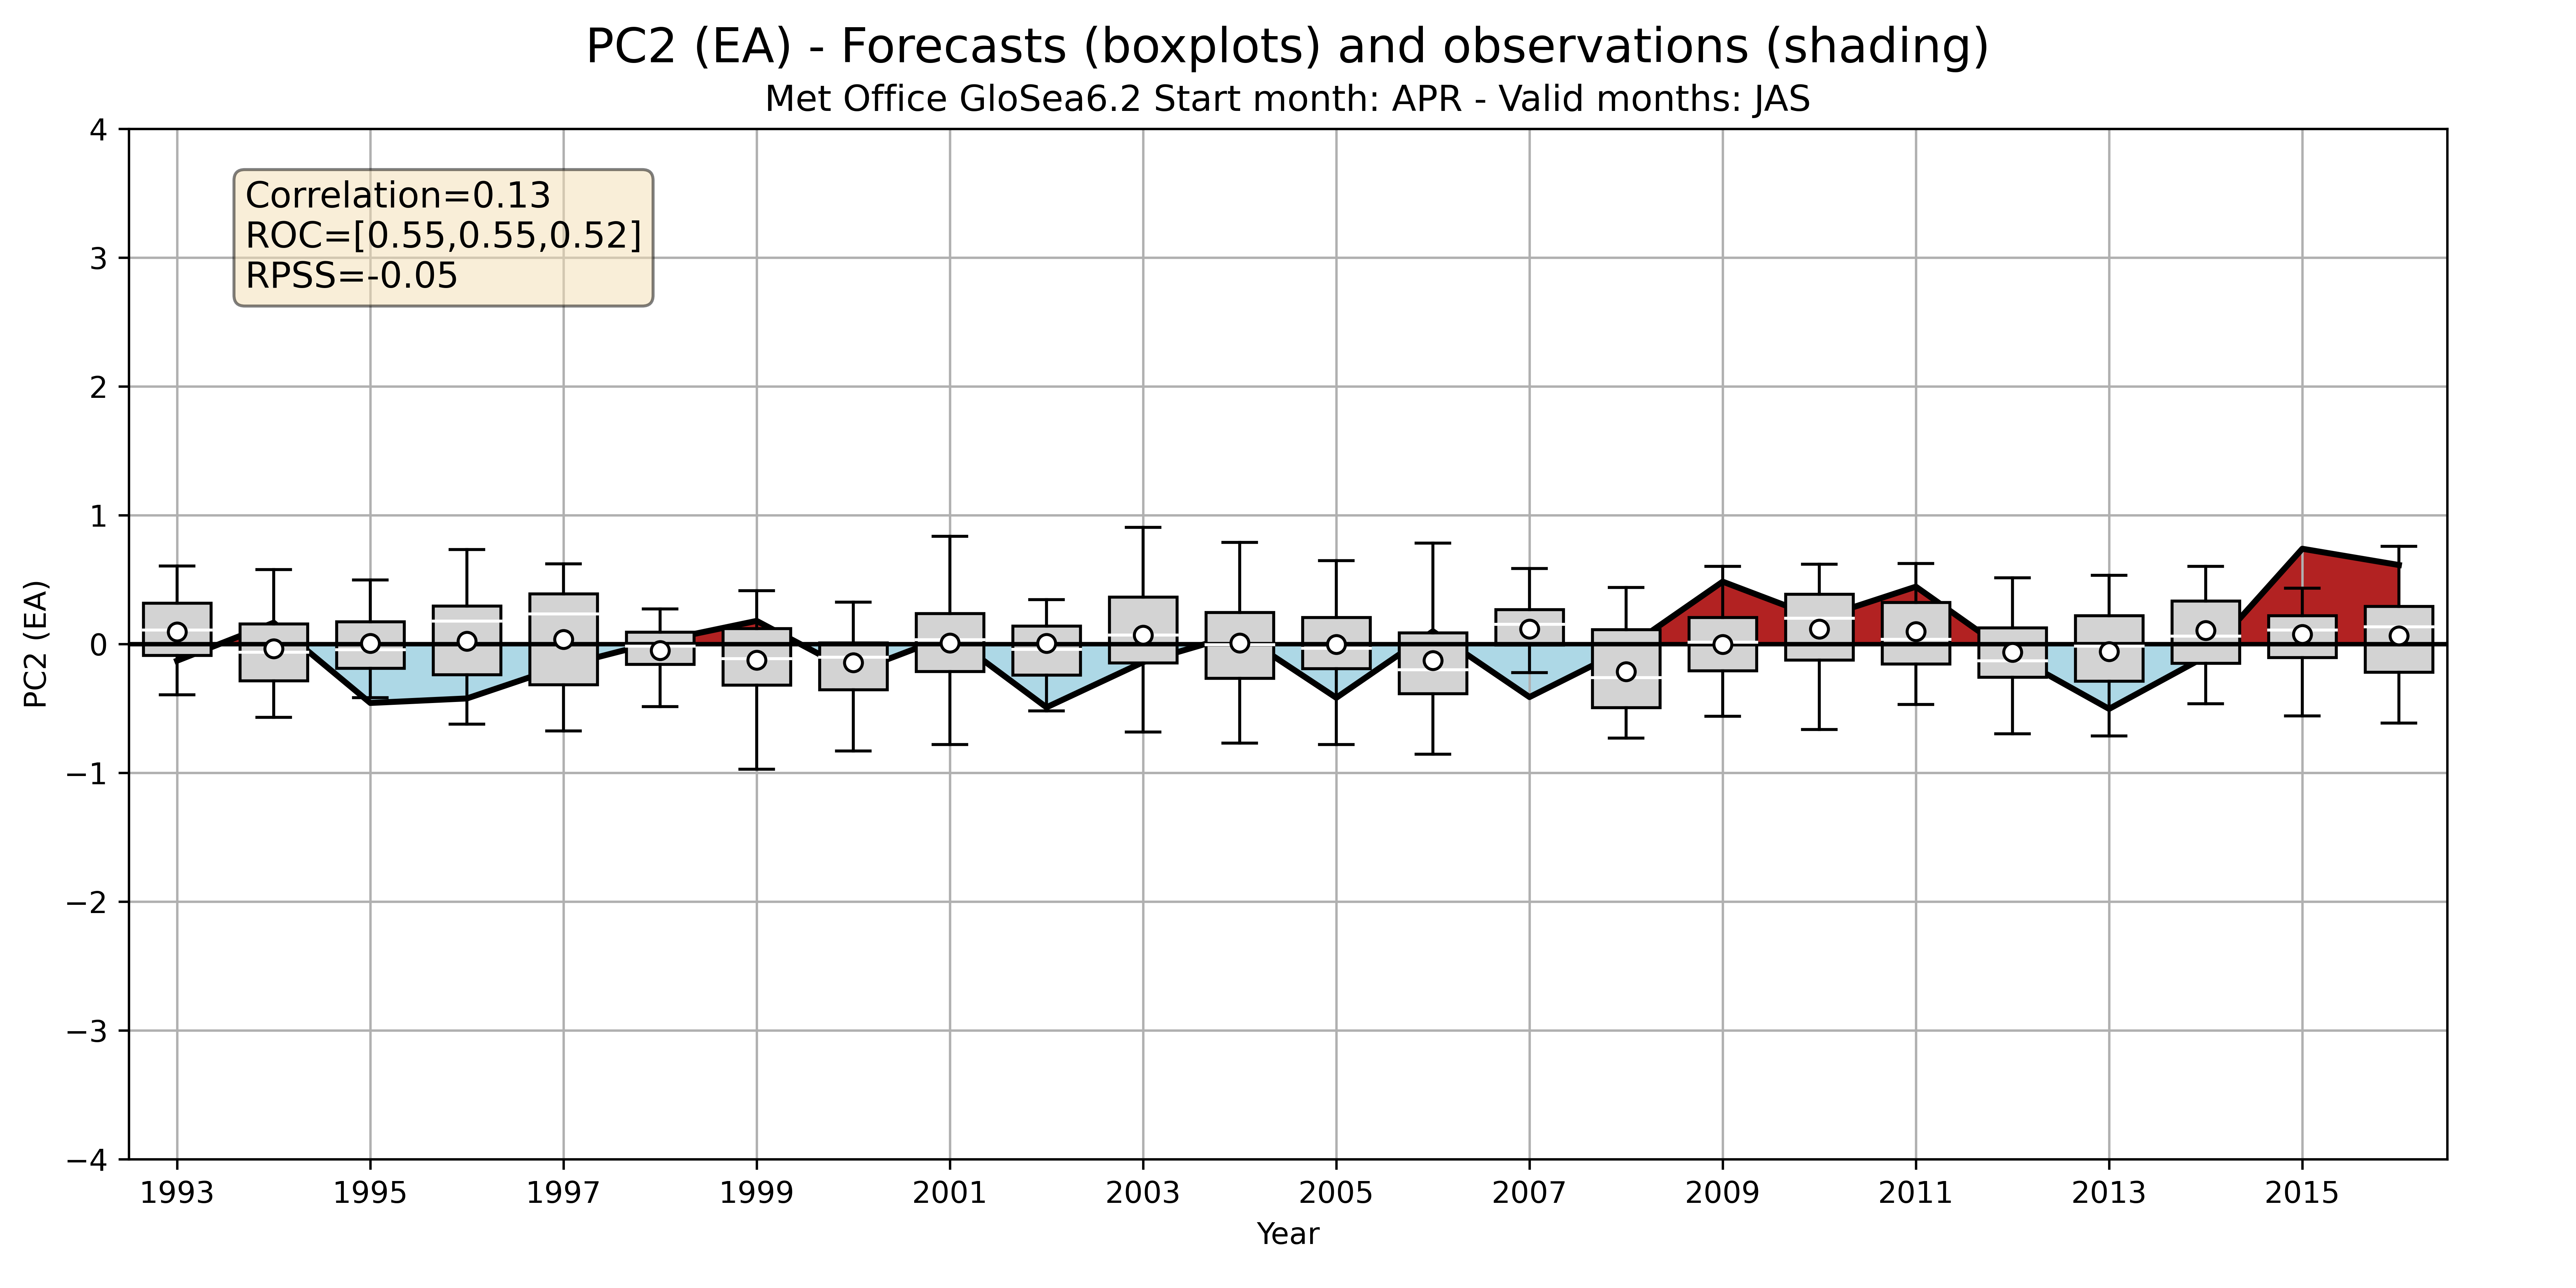 PC2 (EA) - Forecasts (boxplots) and observations (shading)
Met Office GloSea6.2 Start month: APR - Valid months: JAS
Correlation=0.13
ROC=[0.55,0.55,0.52]
RPSS=-0.05
PC2 (EA)
4
3
2
1
0
−1
−2
−3
−4
1993 1995 1997 1999 2001 2003 2005 2007 2009 2011 2013 2015
Year